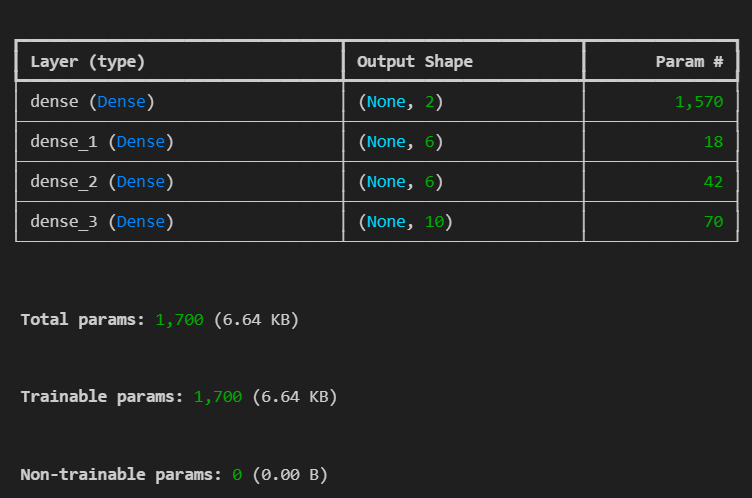 Layer (type) Output Shape Param #
dense (Dense) (None, 2) 1,570
dense_1 (Dense) (None, 6) 18
dense_2 (Dense) (None, 6) 42
dense_3 (Dense) (None, 10) 70
Total params: 1,700 (6.64 KB)
Trainable params: 1,700 (6.64 KB)
Non-trainable params: 0 (0.00 B)